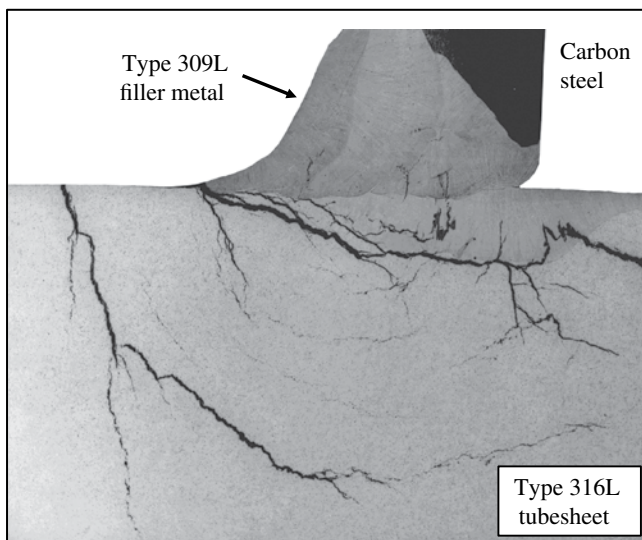 Type 309L
filler metal
Carbon
steel
Type 316L
tubesheet